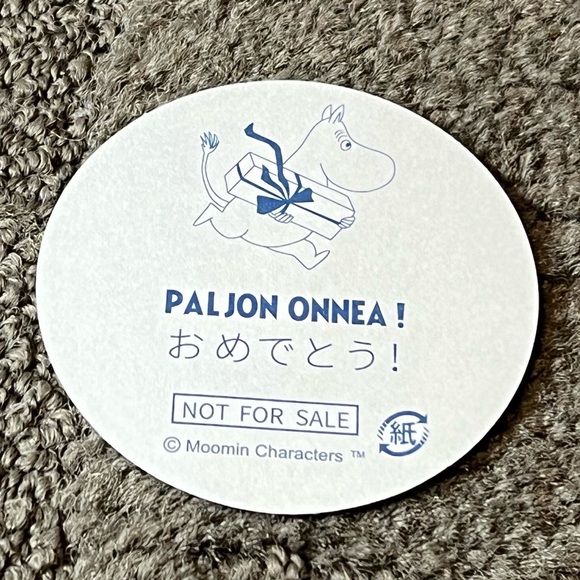 PALJON ONNEA !
おめでとう!
NOT FOR SALE
紙
© Moomin Characters ™